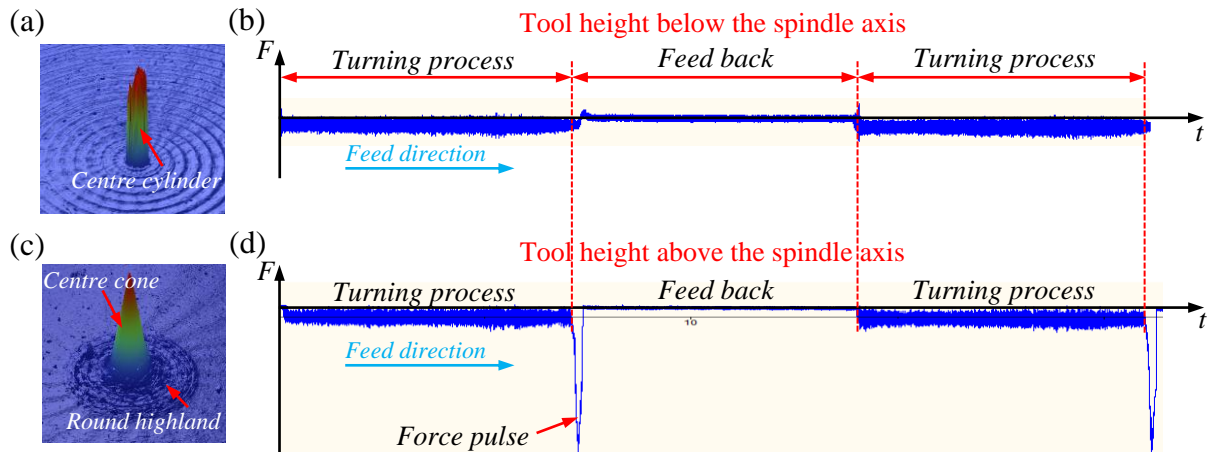 (a)
Centre cylinder
(b)
Tool height below the spindle axis
F
Turning process
Feed back
Turning process
Feed direction
t
(c)
Centre cone
Round highland
(d)
Tool height above the spindle axis
F
Turning process
Feed back
Turning process
10
Feed direction
t
Force pulse